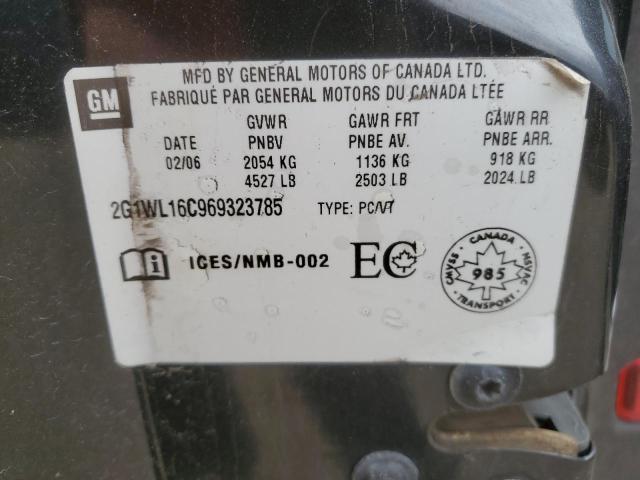 GM
MFD BY GENERAL MOTORS OF CANADA LTD.
FABRIQUÉ PAR GENERAL MOTORS DU CANADA LTÉE
GVWR GAWR FRT GAWR RR
DATE PNBV PNBE AV. PNBE ARR.
02/06 2054 KG 1136 KG 918 KG
4527 LB 2503 LB 2024 LB
2G1WL16C969323785 TYPE: PC/VT
ICES/NMB-002 EC
CANADA
CMVSS 985 NSVAC
TRANSPORT